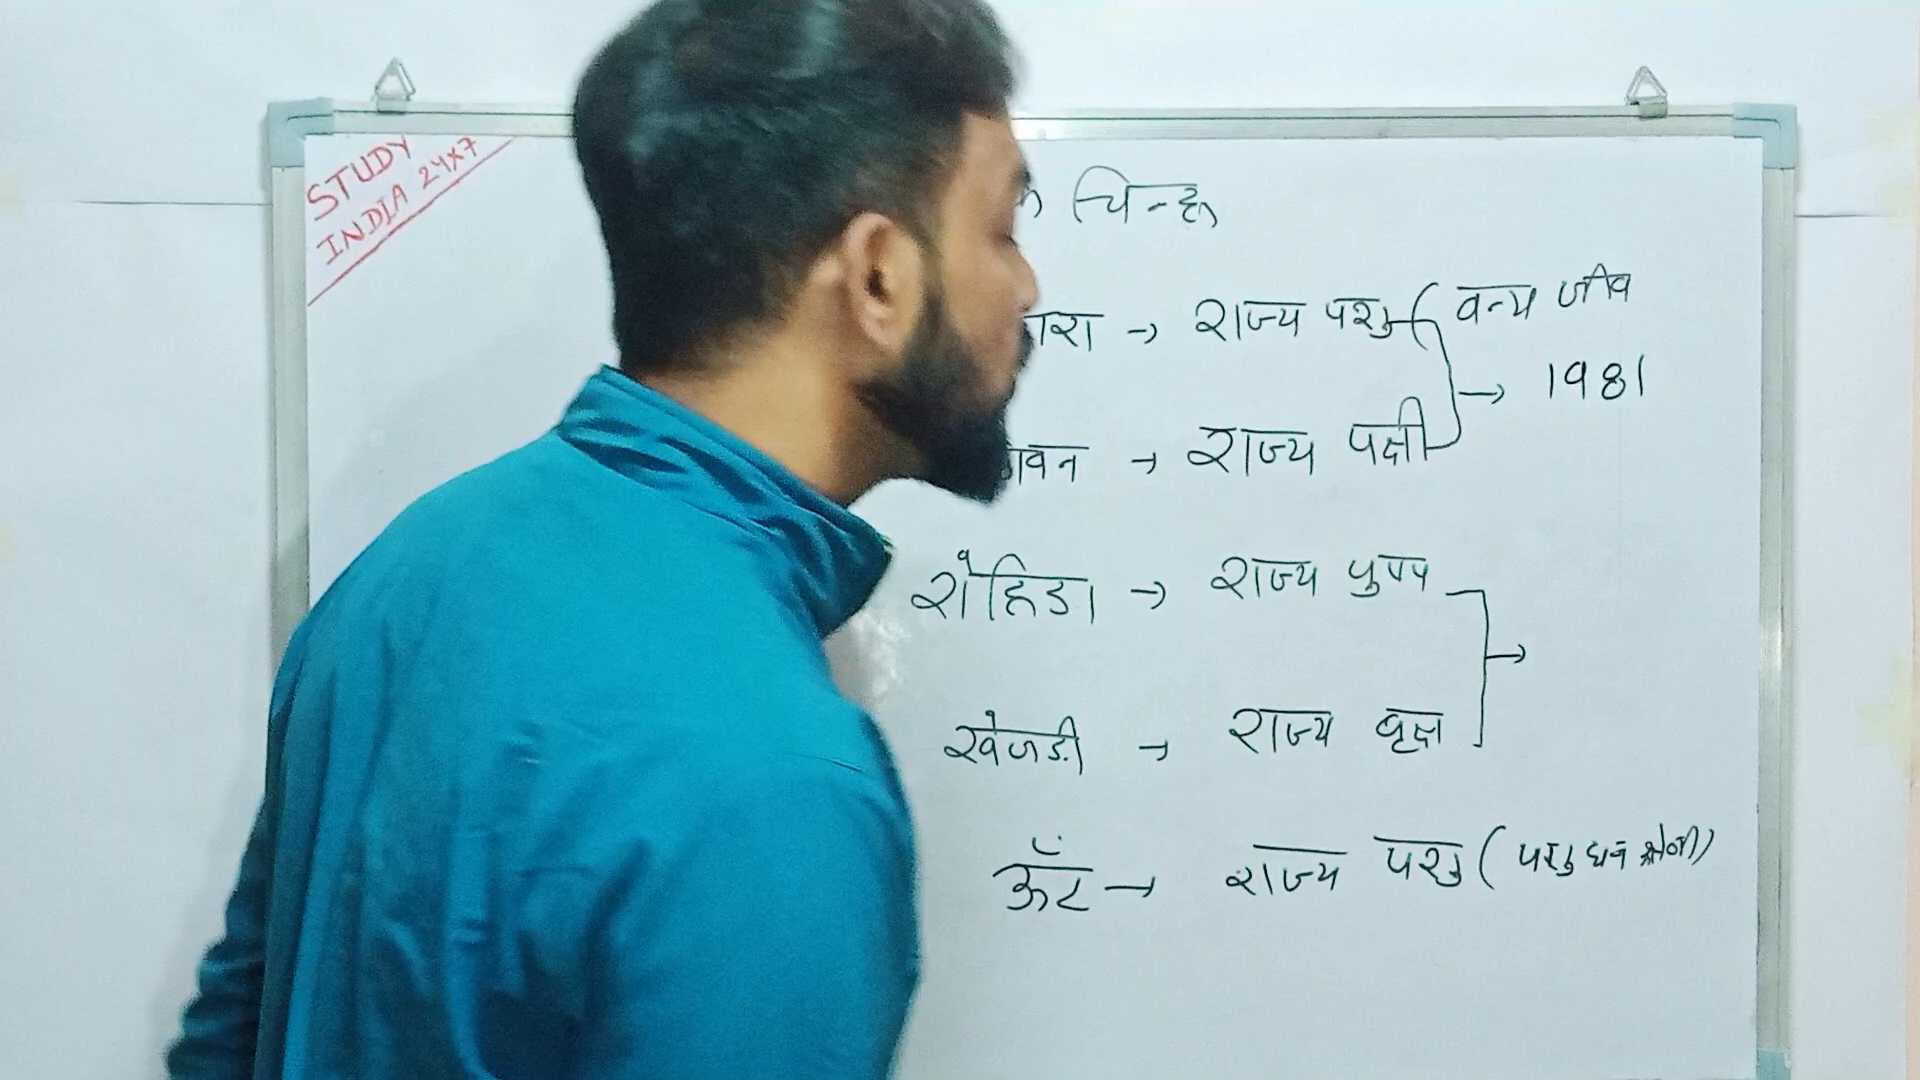 STUDY
INDIA 24x7
चिन्ह
ारा → राज्य पशु ( वन्य जीव
→ 1981
ावन → राज्य पक्षी
रोहिडा → राज्य पुष्प
→
खेजडी → राज्य वृक्ष
ऊँट → राज्य पशु ( पशुधन श्रेणी)